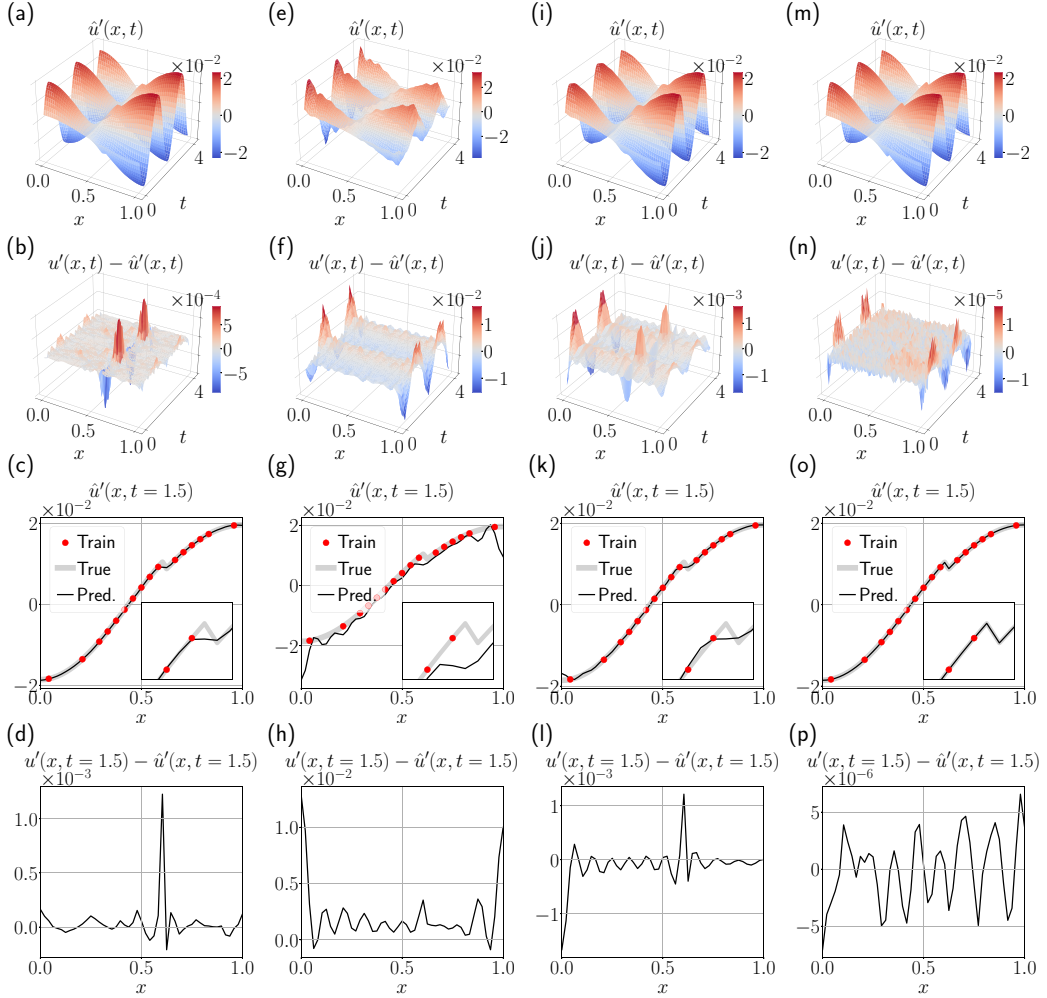 (a) (e) (i) (m)
û′(x, t) û′(x, t) û′(x, t) û′(x, t)
×10⁻² ×10⁻² ×10⁻² ×10⁻²
2 2 2 2
0 0 0 0
−2 −2 −2 −2
4 4 4 4
0.0 0.0 0.0 0.0
0.5 t 0.5 t 0.5 t 0.5 t
x 1.0 0 x 1.0 0 x 1.0 0 x 1.0 0
(b) (f) (j) (n)
u′(x, t) − û′(x, t) u′(x, t) − û′(x, t) u′(x, t) − û′(x, t) u′(x, t) − û′(x, t)
×10⁻⁴ ×10⁻² ×10⁻³ ×10⁻⁵
5 1 1 1
0 0 0 0
−5 −1 −1 −1
4 4 4 4
0.0 0.0 0.0 0.0
0.5 t 0.5 t 0.5 t 0.5 t
x 1.0 0 x 1.0 0 x 1.0 0 x 1.0 0
(c) (g) (k) (o)
û′(x, t = 1.5) û′(x, t = 1.5) û′(x, t = 1.5) û′(x, t = 1.5)
×10⁻² ×10⁻² ×10⁻² ×10⁻²
2 2 2 2
Train Train Train Train
True True True True
0 0 0 0
Pred. Pred. Pred. Pred.
−2 −2 −2 −2
0.0 0.5 1.0 0.0 0.5 1.0 0.0 0.5 1.0 0.0 0.5 1.0
x x x x
(d) (h) (l) (p)
u′(x, t = 1.5) − û′(x, t = 1.5) u′(x, t = 1.5) − û′(x, t = 1.5) u′(x, t = 1.5) − û′(x, t = 1.5) u′(x, t = 1.5) − û′(x, t = 1.5)
×10⁻³ ×10⁻² ×10⁻³ ×10⁻⁶
1.0 1.0 1 5
0.5 0.5 0 0
0.0 0.0 −1 −5
0.0 0.5 1.0 0.0 0.5 1.0 0.0 0.5 1.0 0.0 0.5 1.0
x x x x